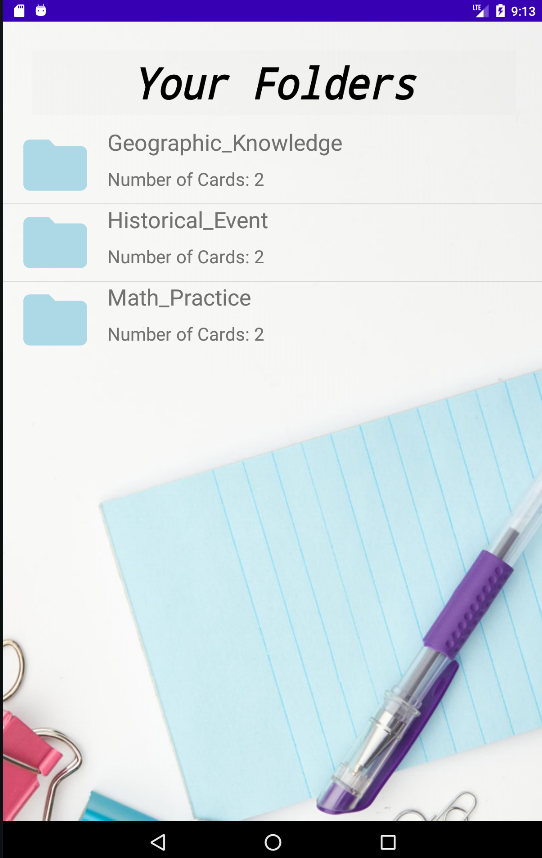 LTE 9:13
Your Folders
Geographic_Knowledge
Number of Cards: 2
Historical_Event
Number of Cards: 2
Math_Practice
Number of Cards: 2